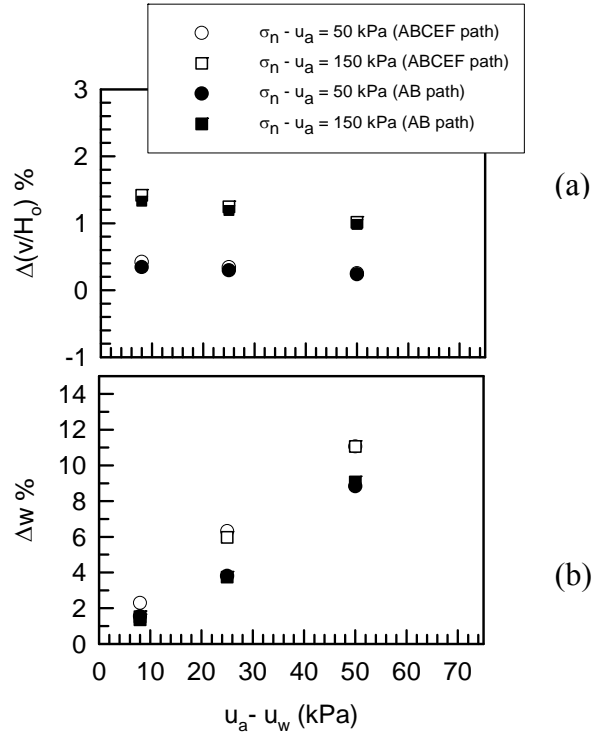 σn - ua = 50 kPa (ABCEF path)
σn - ua = 150 kPa (ABCEF path)
σn - ua = 50 kPa (AB path)
σn - ua = 150 kPa (AB path)
3
2
1
0
-1
Δ(v/Ho) %
(a)
14
12
10
8
6
4
2
0
Δw %
(b)
0 10 20 30 40 50 60 70
ua- uw (kPa)